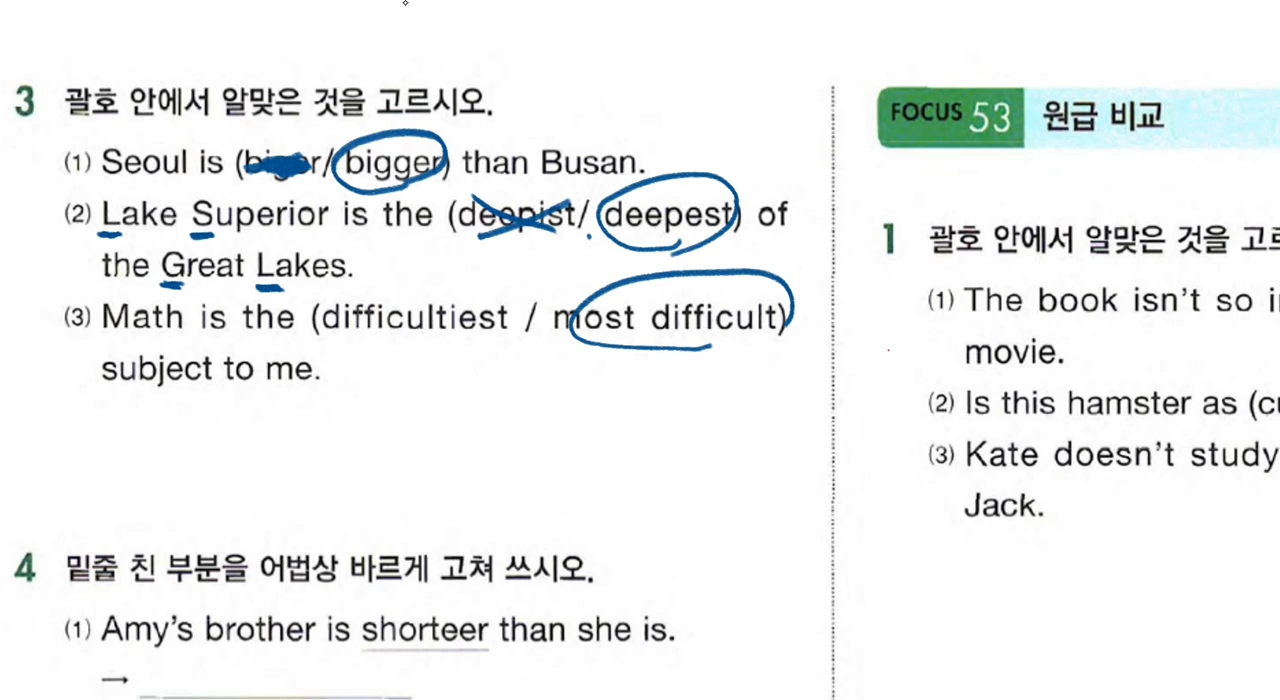 3 괄호 안에서 알맞은 것을 고르시오.
(1) Seoul is (biger/ bigger) than Busan.
(2) Lake Superior is the (deepist/ deepest) of
the Great Lakes.
(3) Math is the (difficultiest / most difficult)
subject to me.
4 밑줄 친 부분을 어법상 바르게 고쳐 쓰시오.
(1) Amy's brother is shorteer than she is.
→
FOCUS 53 원급 비교
1 괄호 안에서 알맞은 것을
(1) The book isn't so
movie.
(2) Is this hamster as
(3) Kate doesn't study
Jack.